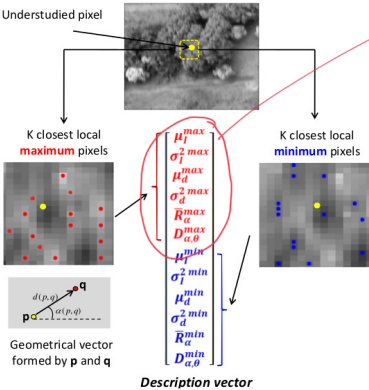 Understudied pixel
K closest local
maximum pixels
K closest local
minimum pixels
μ_I^max
σ_I^2 max
μ_d^max
σ_d^2 max
R̄_α^max
D_α,θ^max
μ_I^min
σ_I^2 min
μ_d^min
σ_d^2 min
R̄_α^min
D_α,θ^min
d(p,q)
q
p
α(p,q)
Geometrical vector
formed by p and q
Description vector